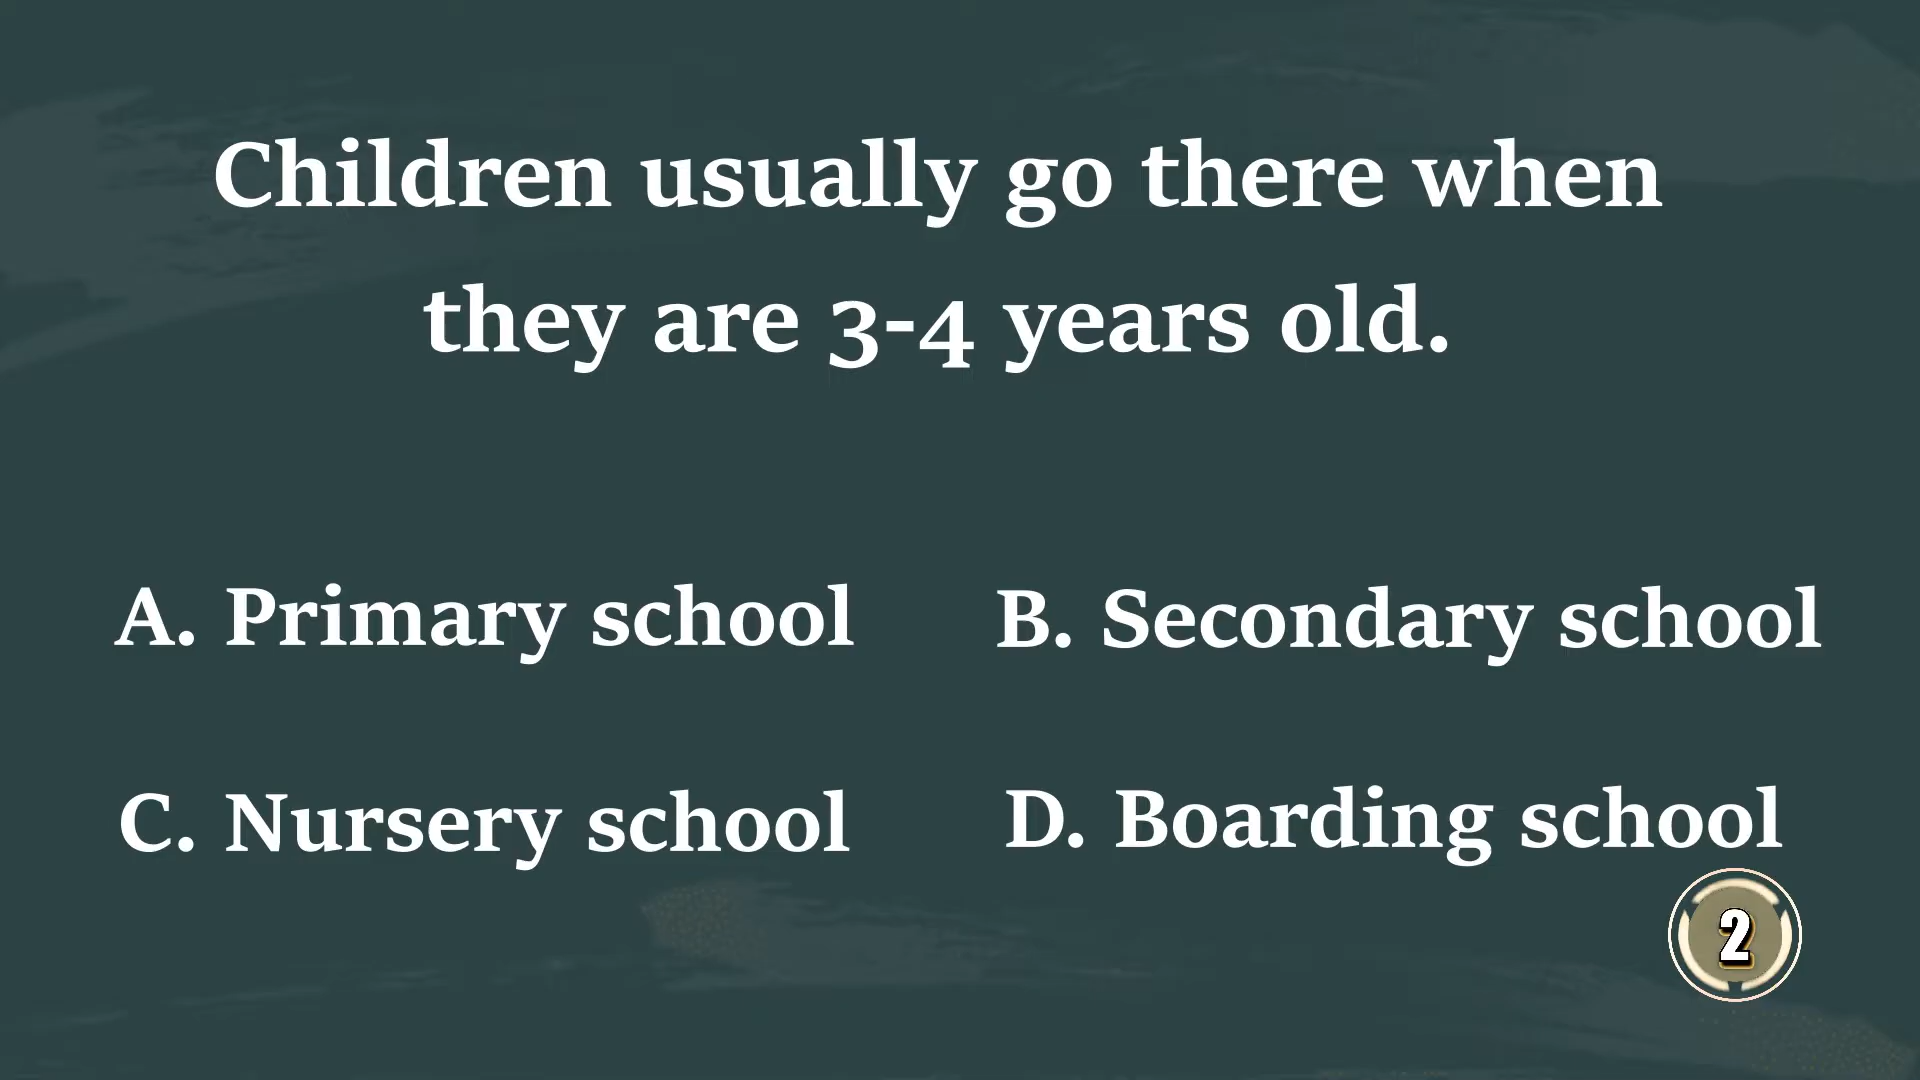 Children usually go there when
they are 3-4 years old.
A. Primary school
B. Secondary school
C. Nursery school
D. Boarding school
2